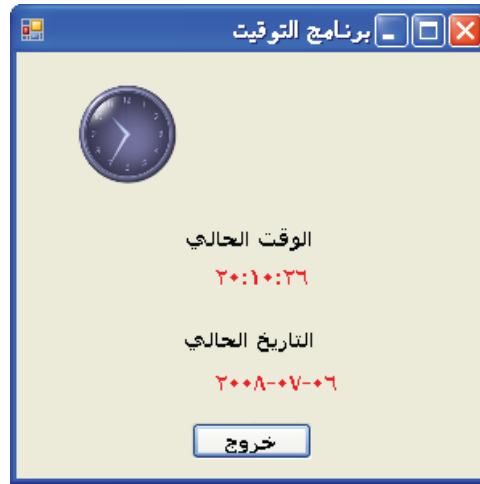 برنامج التوقيت
الوقت الحالي
٢٠:١٠:٢٦
التاريخ الحالي
٢٠٠٨-٠٧-٠٦
خروج